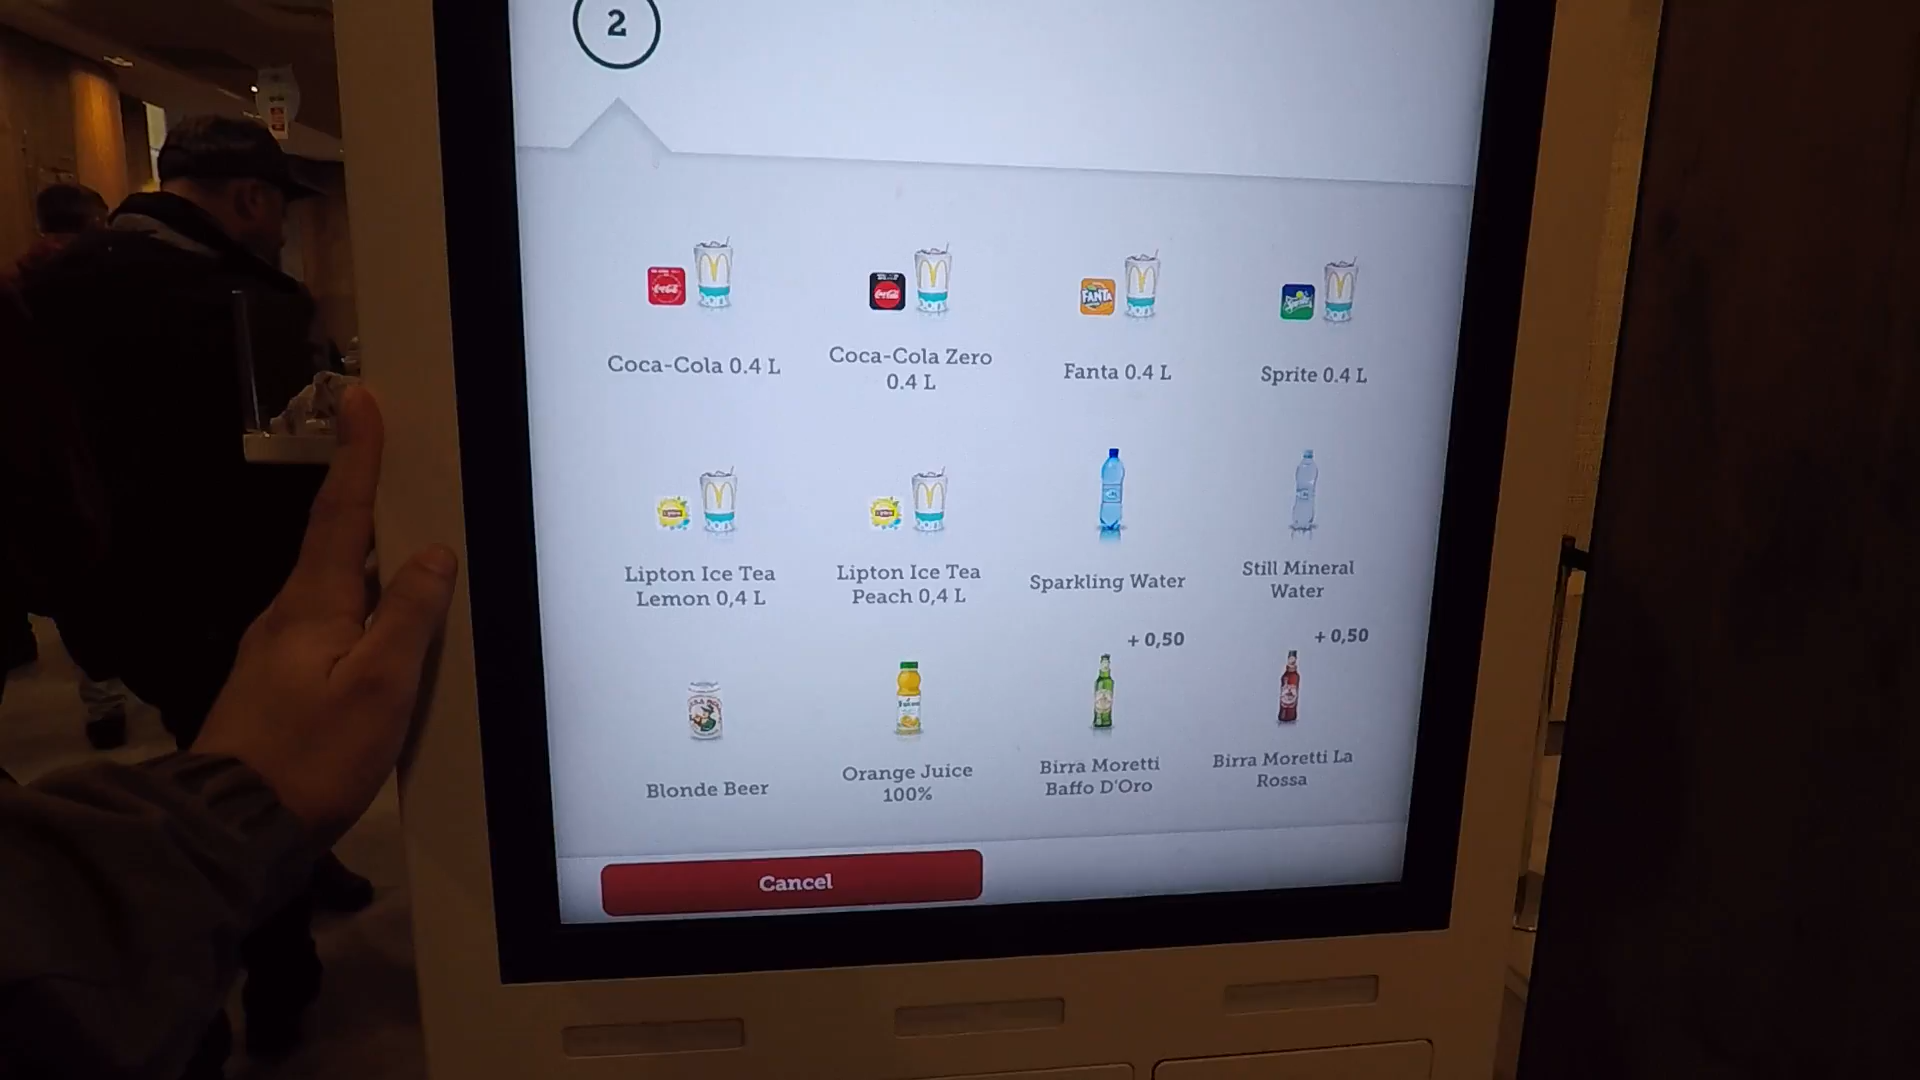 2
Coca-Cola 0.4 L
Coca-Cola Zero
0.4 L
FANTA
Fanta 0.4 L
Sprite 0.4 L
Lipton Ice Tea
Lemon 0,4 L
Lipton Ice Tea
Peach 0,4 L
Sparkling Water
Still Mineral
Water
Blonde Beer
Orange Juice
100%
+ 0,50
Birra Moretti
Baffo D'Oro
+ 0,50
Birra Moretti La
Rossa
Cancel